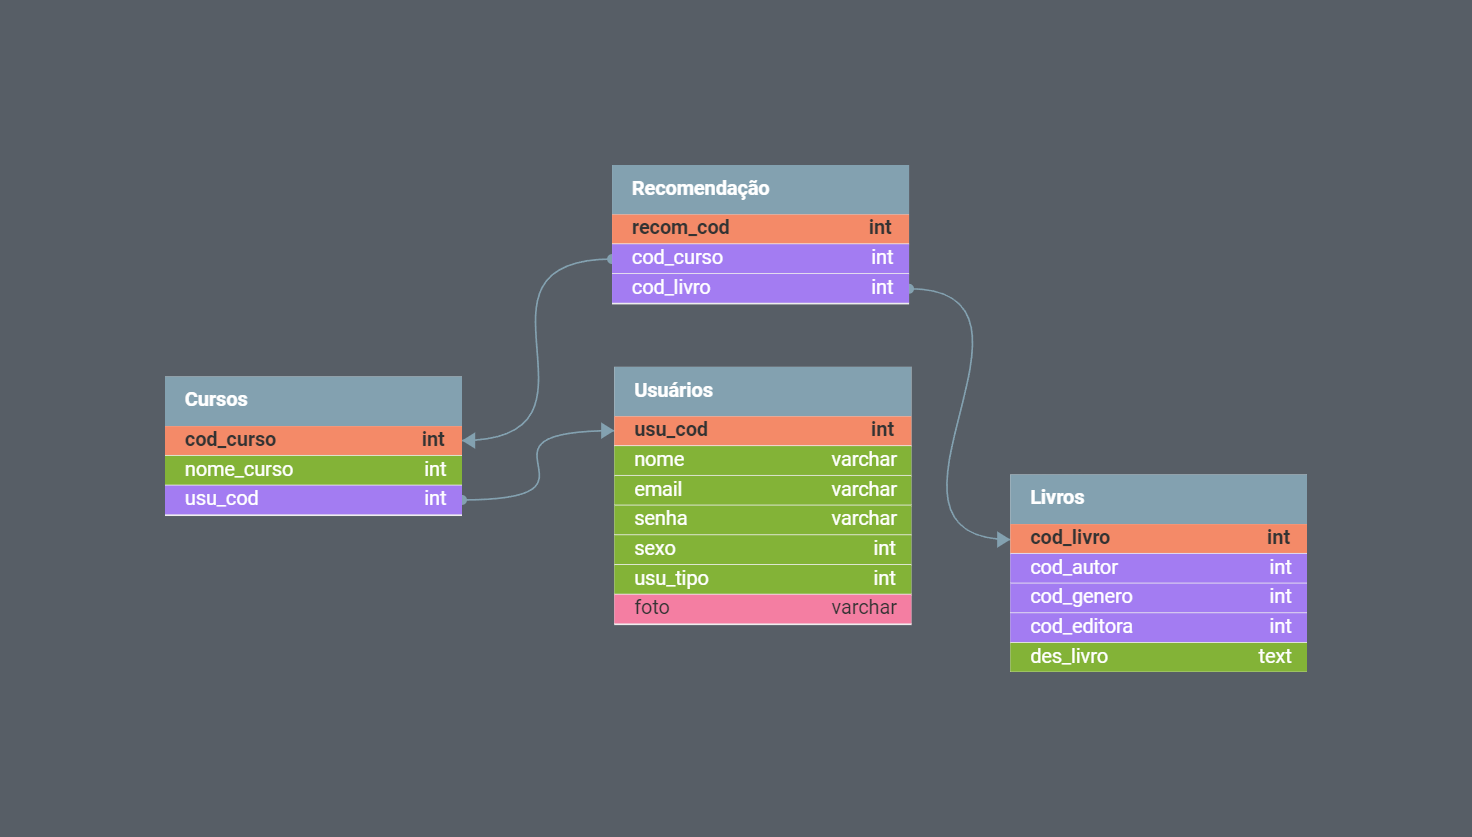 Recomendação
recom_cod int
cod_curso int
cod_livro int
Cursos
cod_curso int
nome_curso int
usu_cod int
Usuários
usu_cod int
nome varchar
email varchar
senha varchar
sexo int
usu_tipo int
foto varchar
Livros
cod_livro int
cod_autor int
cod_genero int
cod_editora int
des_livro text